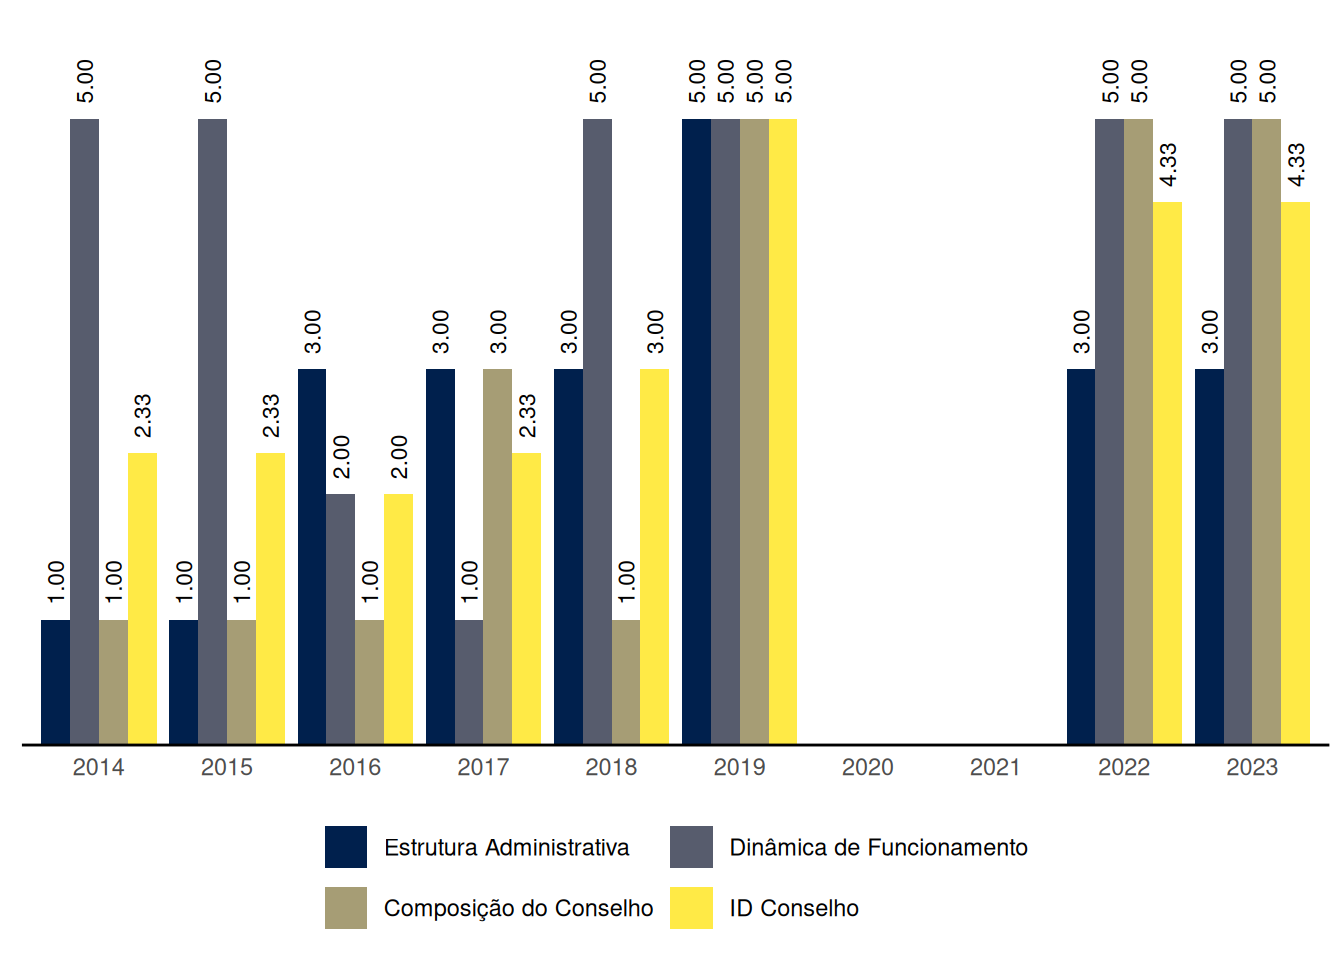 1.00 5.00 1.00 2.33
1.00 5.00 1.00 2.33
3.00 2.00 1.00 2.00
3.00 1.00 3.00 2.33
3.00 5.00 1.00 3.00
5.00 5.00 5.00 5.00
3.00 5.00 5.00 4.33
3.00 5.00 5.00 4.33
2014 2015 2016 2017 2018 2019 2020 2021 2022 2023
Estrutura Administrativa Dinâmica de Funcionamento
Composição do Conselho ID Conselho